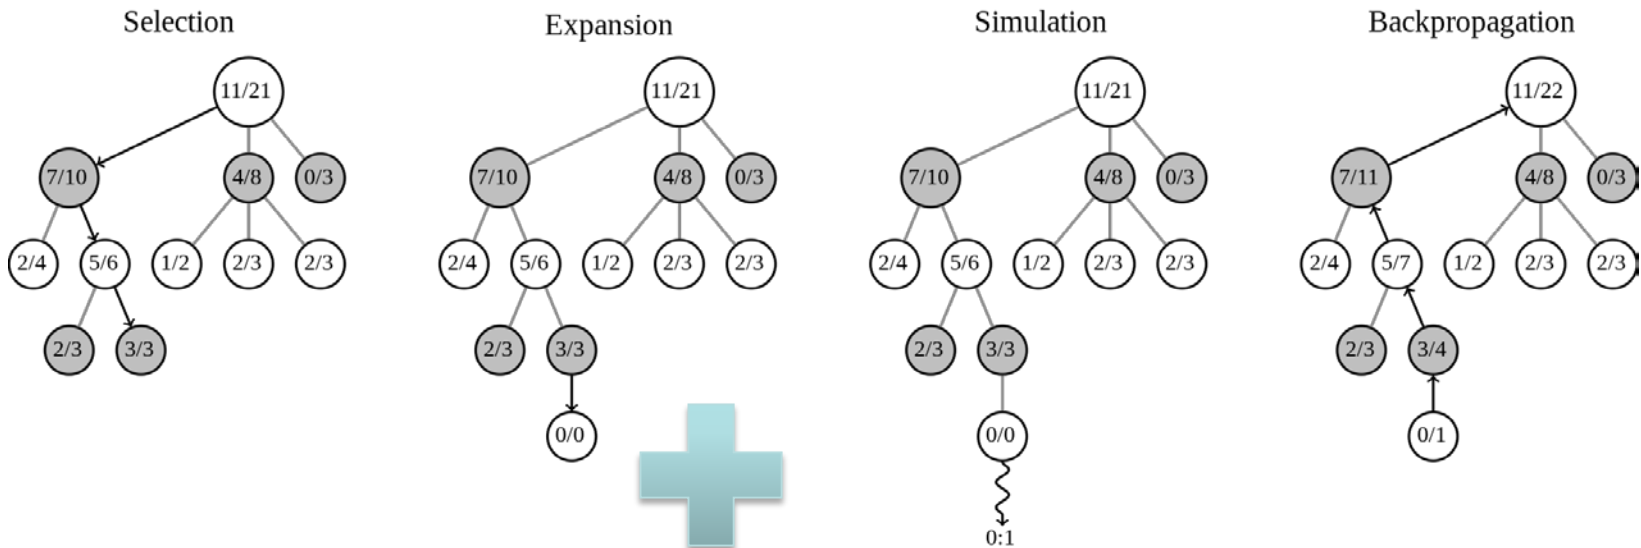 Selection
11/21
7/10 4/8 0/3
2/4 5/6 1/2 2/3 2/3
2/3 3/3
Expansion
11/21
7/10 4/8 0/3
2/4 5/6 1/2 2/3 2/3
2/3 3/3
0/0
Simulation
11/21
7/10 4/8 0/3
2/4 5/6 1/2 2/3 2/3
2/3 3/3
0/0
0:1
Backpropagation
11/22
7/11 4/8 0/3
2/4 5/7 1/2 2/3 2/3
2/3 3/4
0/1